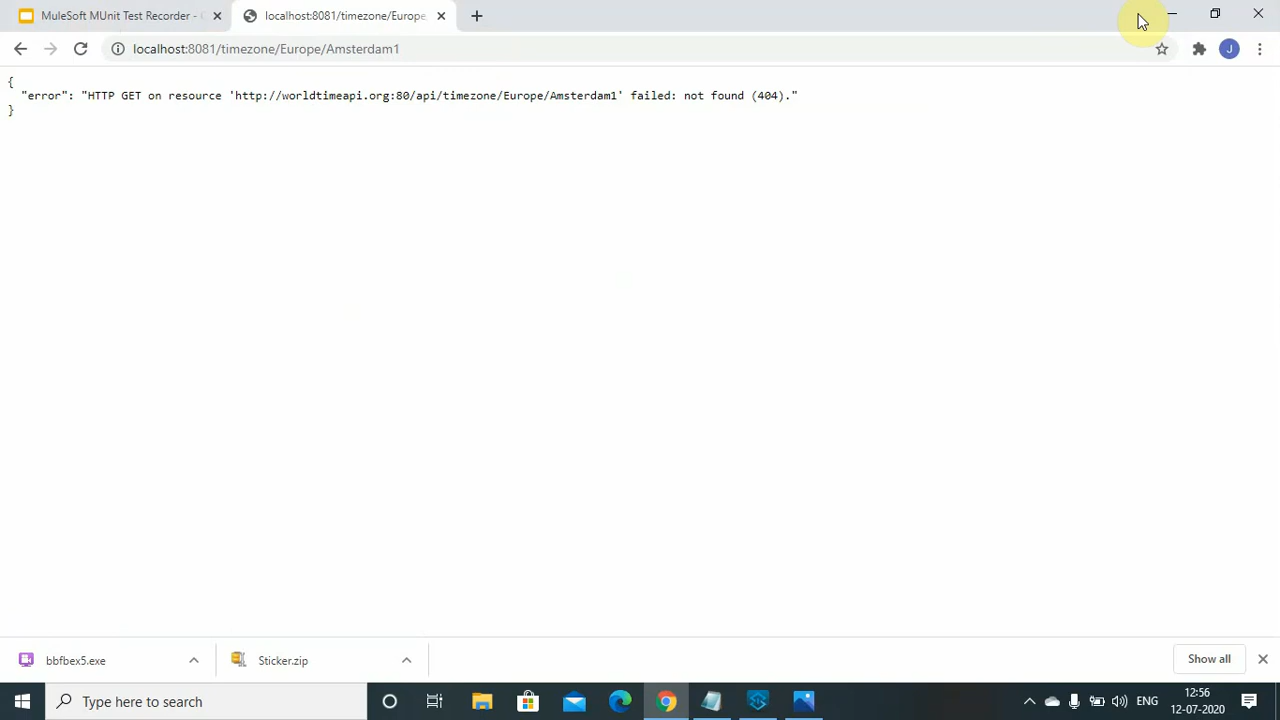 MuleSoft MUnit Test Recorder -
localhost:8081/timezone/Europe
localhost:8081/timezone/Europe/Amsterdam1
J
{
"error": "HTTP GET on resource 'http://worldtimeapi.org:80/api/timezone/Europe/Amsterdam1' failed: not found (404)."
}
bbfbex5.exe
Sticker.zip
Show all
Type here to search
ENG
12:56
12-07-2020